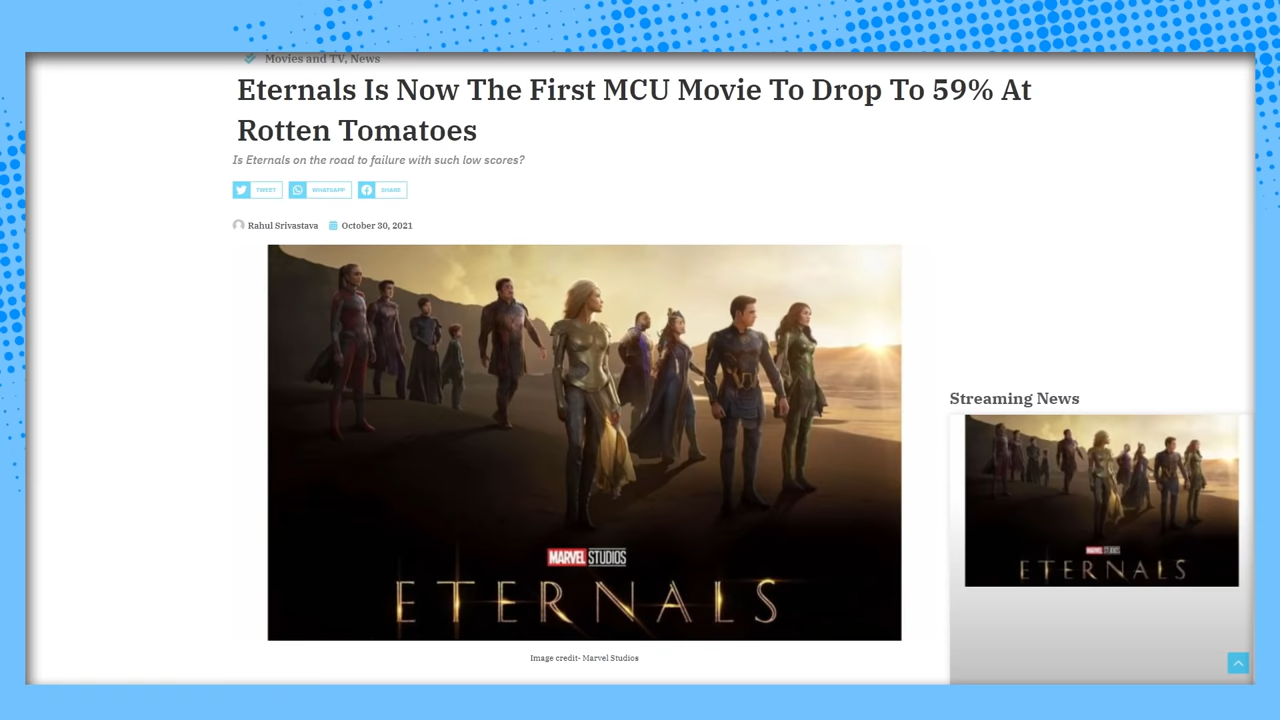 Movies and TV, News
Eternals Is Now The First MCU Movie To Drop To 59% At
Rotten Tomatoes
Is Eternals on the road to failure with such low scores?
TWEET WHATSAPP SHARE
Rahul Srivastava October 30, 2021
MARVEL STUDIOS
ETERNALS
Image credit- Marvel Studios
Streaming News
MARVEL STUDIOS
ETERNALS